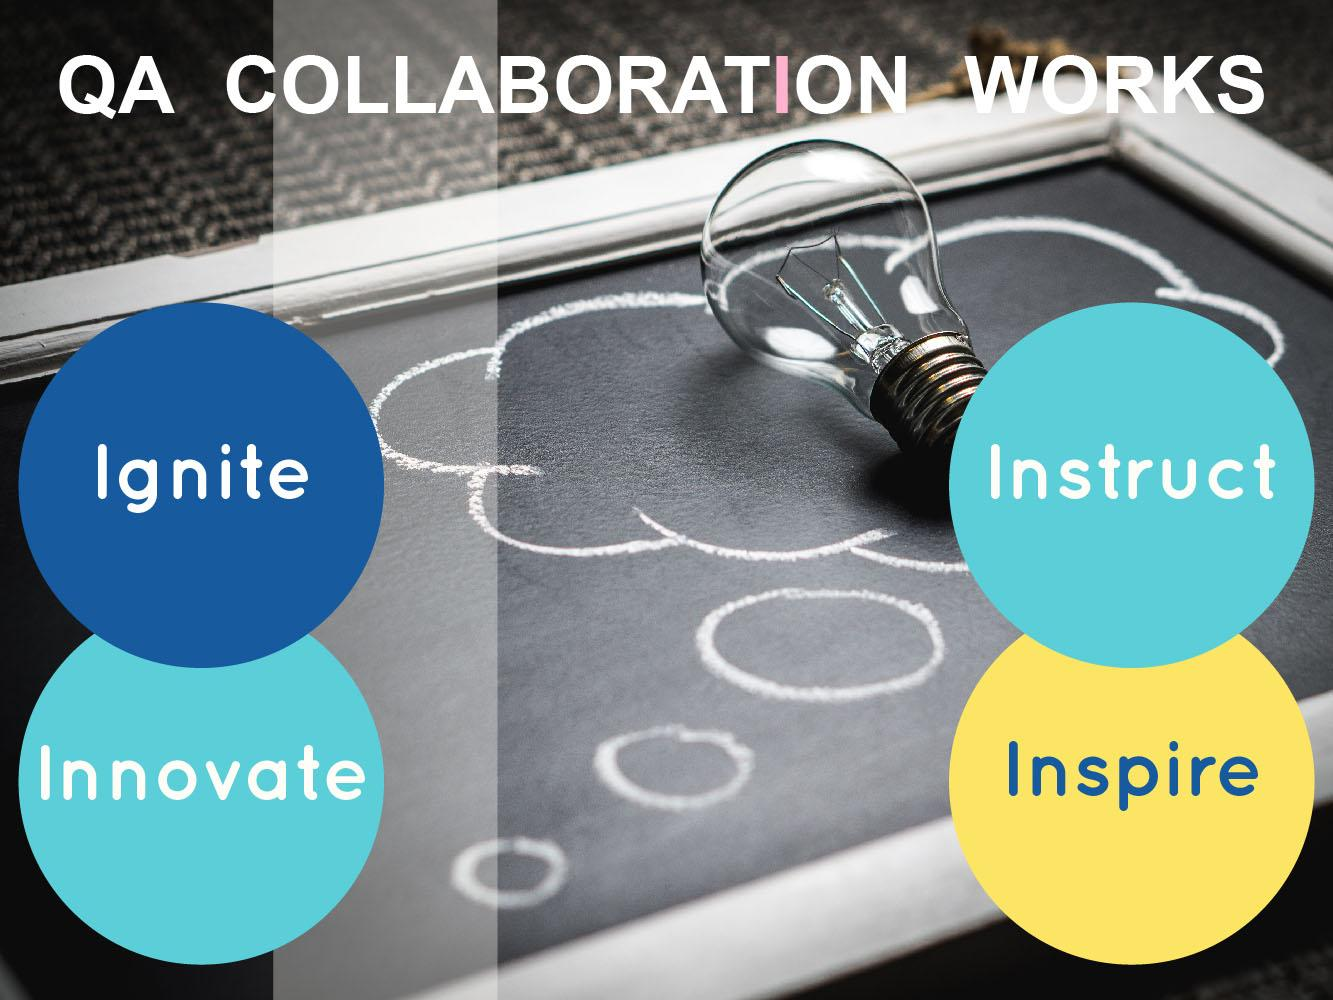 QA COLLABORATION WORKS
Ignite
Instruct
Innovate
Inspire